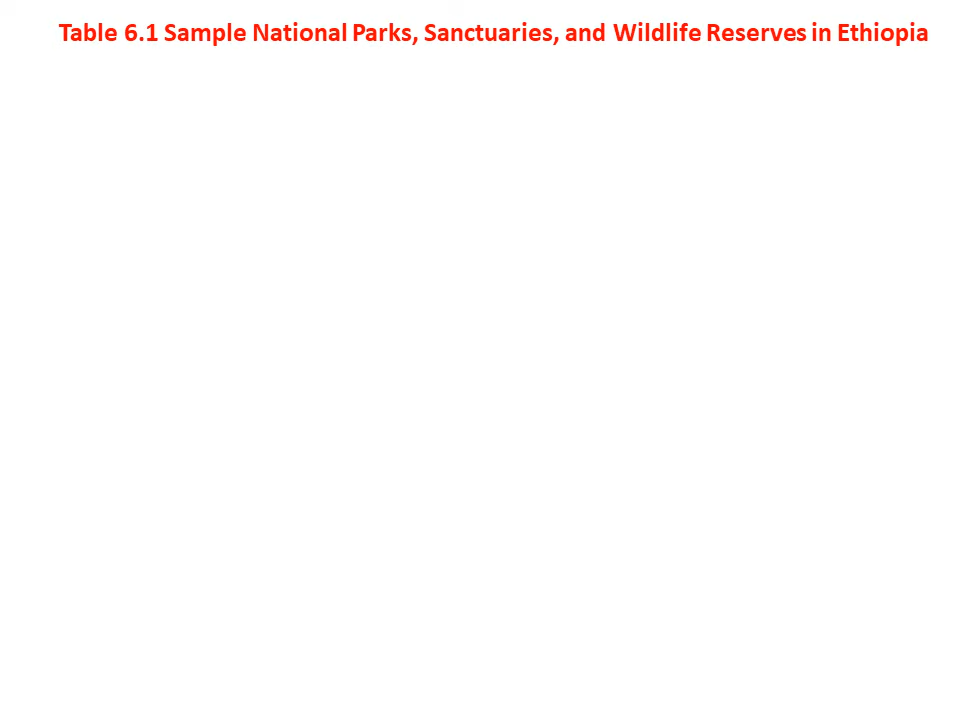 Table 6.1 Sample National Parks, Sanctuaries, and Wildlife Reserves in Ethiopia